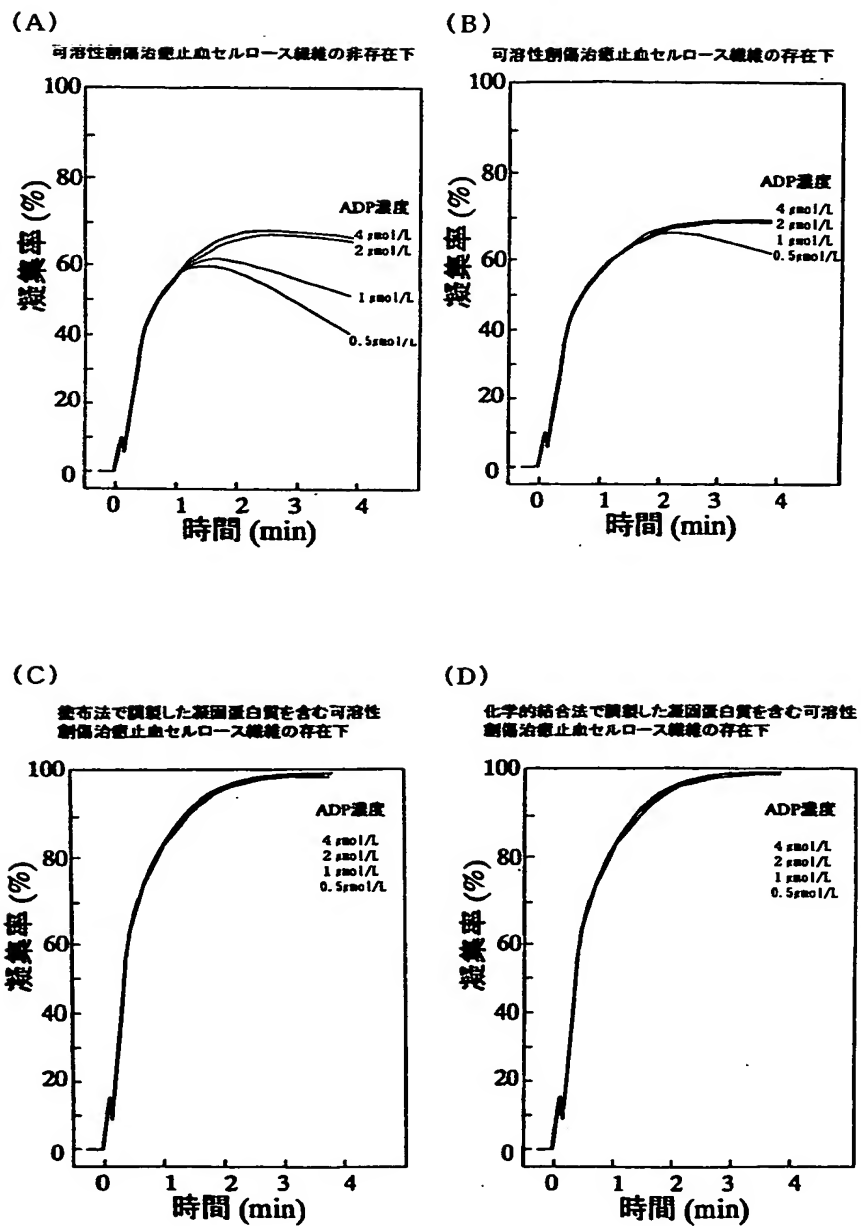 (A)
可溶性創傷治癒止血セルロース繊維の非存在下
100
80
60
40
20
0
凝集率 (%)
ADP濃度
4 μmol/L
2 μmol/L
1 μmol/L
0.5μmol/L
0 1 2 3 4
時間 (min)
(B)
可溶性創傷治癒止血セルロース繊維の存在下
100
80
60
40
20
0
凝集率 (%)
ADP濃度
4 μmol/L
2 μmol/L
1 μmol/L
0.5μmol/L
0 1 2 3 4
時間 (min)
(C)
塗布法で調製した凝固蛋白質を含む可溶性
創傷治癒止血セルロース繊維の存在下
100
80
60
40
20
0
凝集率 (%)
ADP濃度
4 μmol/L
2 μmol/L
1 μmol/L
0.5μmol/L
0 1 2 3 4
時間 (min)
(D)
化学的結合法で調製した凝固蛋白質を含む可溶性
創傷治癒止血セルロース繊維の存在下
100
80
60
40
20
0
凝集率 (%)
ADP濃度
4 μmol/L
2 μmol/L
1 μmol/L
0.5μmol/L
0 1 2 3 4
時間 (min)